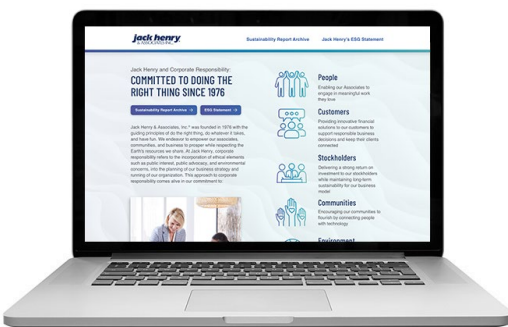 jack henry
& ASSOCIATES INC.
Sustainability Report Archive
Jack Henry's ESG Statement
Jack Henry and Corporate Responsibility:
COMMITTED TO DOING THE
RIGHT THING SINCE 1976
Sustainability Report Archive →
ESG Statement →
Jack Henry & Associates, Inc.® was founded in 1976 with the
guiding principles of do the right thing, do whatever it takes,
and have fun. We endeavor to empower our associates,
communities, and business to prosper while respecting the
Earth's resources we share. At Jack Henry, corporate
responsibility refers to the incorporation of ethical elements
such as public interest, public advocacy, and environmental
concerns, into the planning of our business strategy and
running of our organization. This approach to corporate
responsibility comes alive in our commitment to:
People
Enabling our Associates to
engage in meaningful work
they love
Customers
Providing innovative financial
solutions to our customers to
support responsible business
decisions and keep their clients
connected
Stockholders
Delivering a strong return on
investment to our stockholders
while maintaining long-term
sustainability for our business
model
Communities
Encouraging our communities to
flourish by connecting people
with technology
Environment